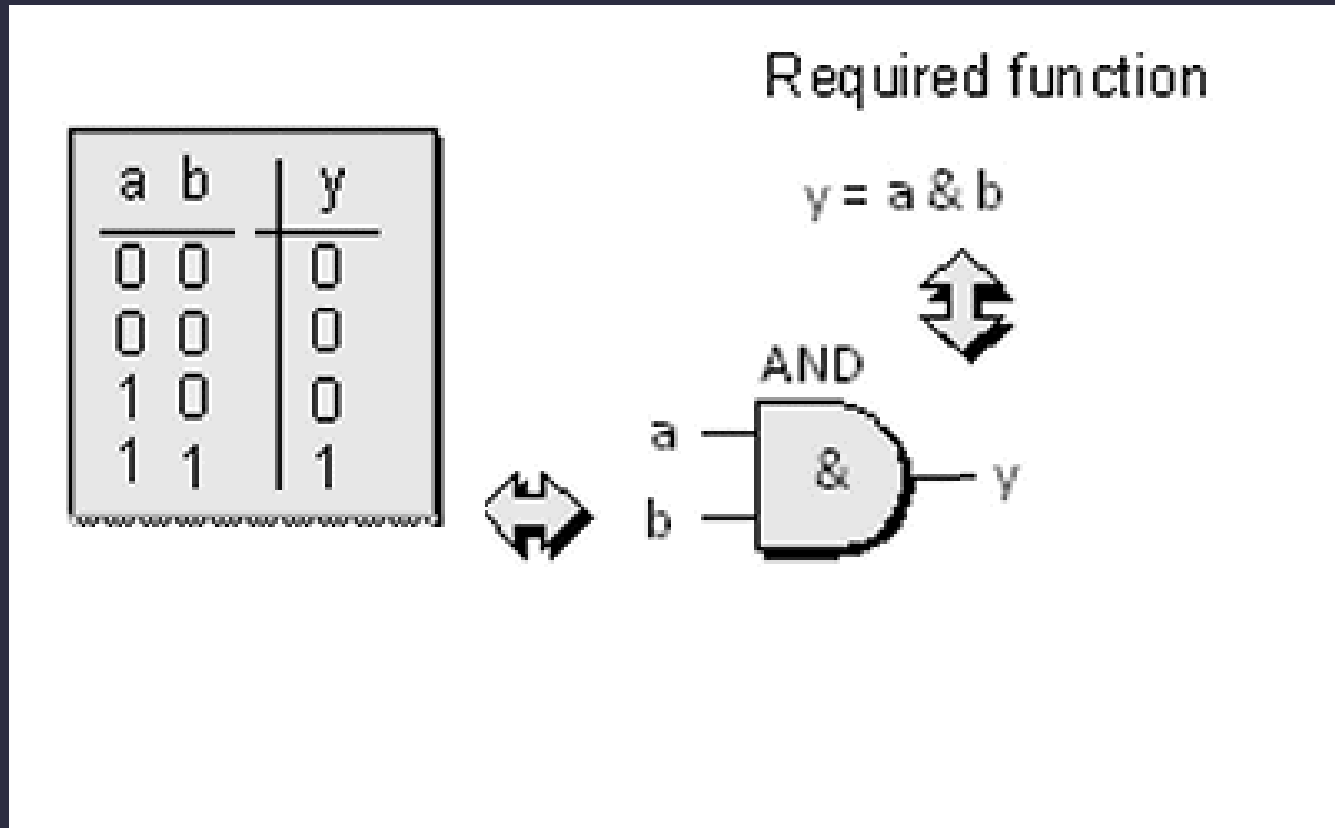 Required function
a b y
0 0 0
0 0 0
1 0 0
1 1 1
y = a & b
AND
a
&
y
b